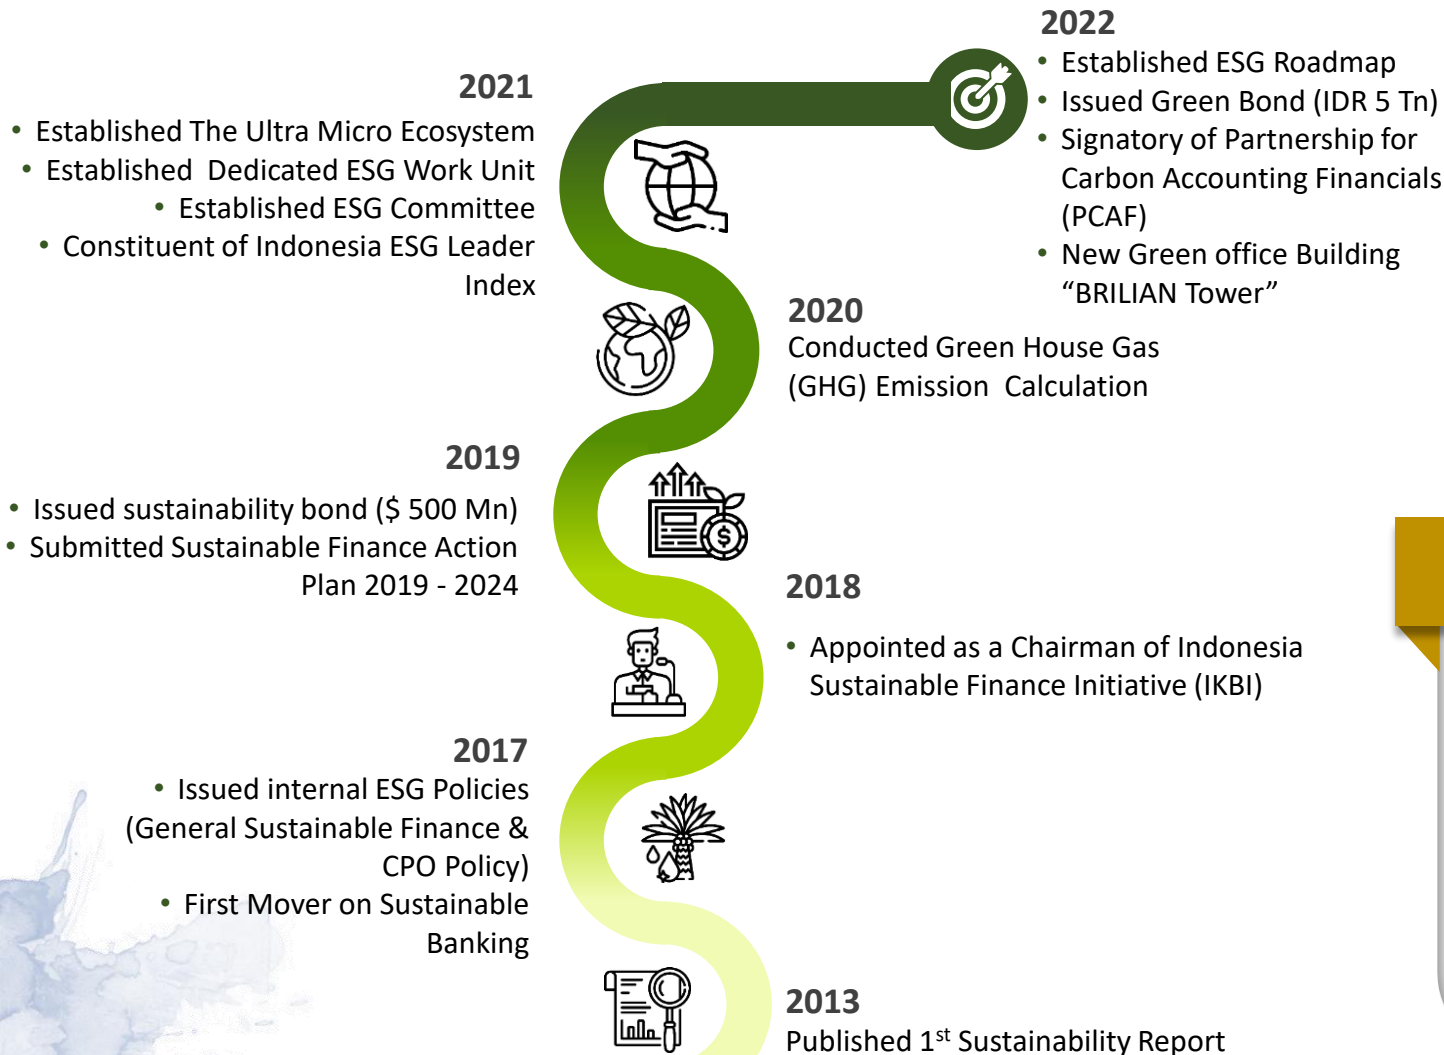 2022
• Established ESG Roadmap
• Issued Green Bond (IDR 5 Tn)
• Signatory of Partnership for
Carbon Accounting Financials
(PCAF)
• New Green office Building
“BRILIAN Tower”
2021
• Established The Ultra Micro Ecosystem
• Established Dedicated ESG Work Unit
• Established ESG Committee
• Constituent of Indonesia ESG Leader
Index
2020
Conducted Green House Gas
(GHG) Emission Calculation
2019
• Issued sustainability bond ($ 500 Mn)
• Submitted Sustainable Finance Action
Plan 2019 - 2024
2018
• Appointed as a Chairman of Indonesia
Sustainable Finance Initiative (IKBI)
2017
• Issued internal ESG Policies
(General Sustainable Finance &
CPO Policy)
• First Mover on Sustainable
Banking
2013
Published 1st Sustainability Report